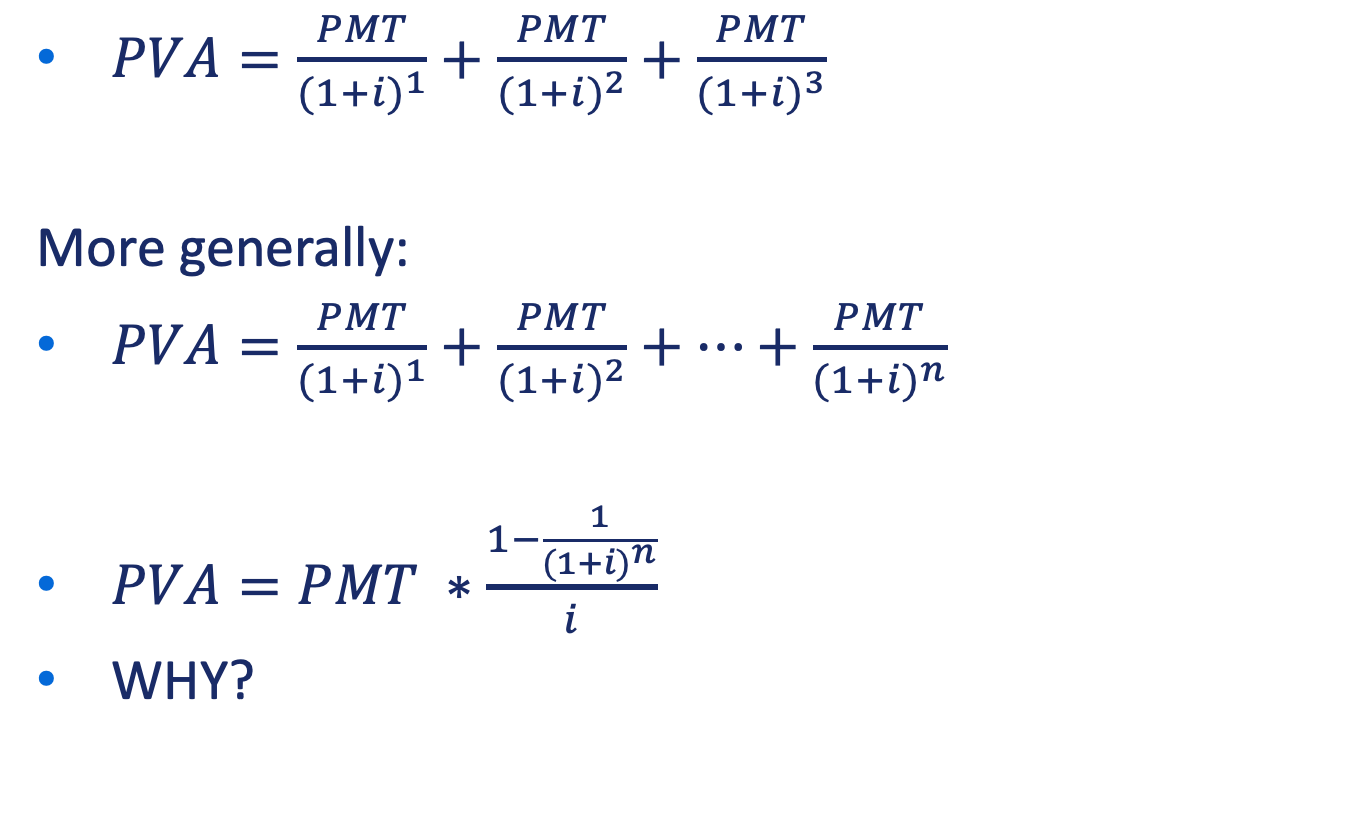 • PVA = PMT/(1+i)^1 + PMT/(1+i)^2 + PMT/(1+i)^3
More generally:
• PVA = PMT/(1+i)^1 + PMT/(1+i)^2 + ⋯ + PMT/(1+i)^n
• PVA = PMT * (1−1/(1+i)^n)/i
• WHY?